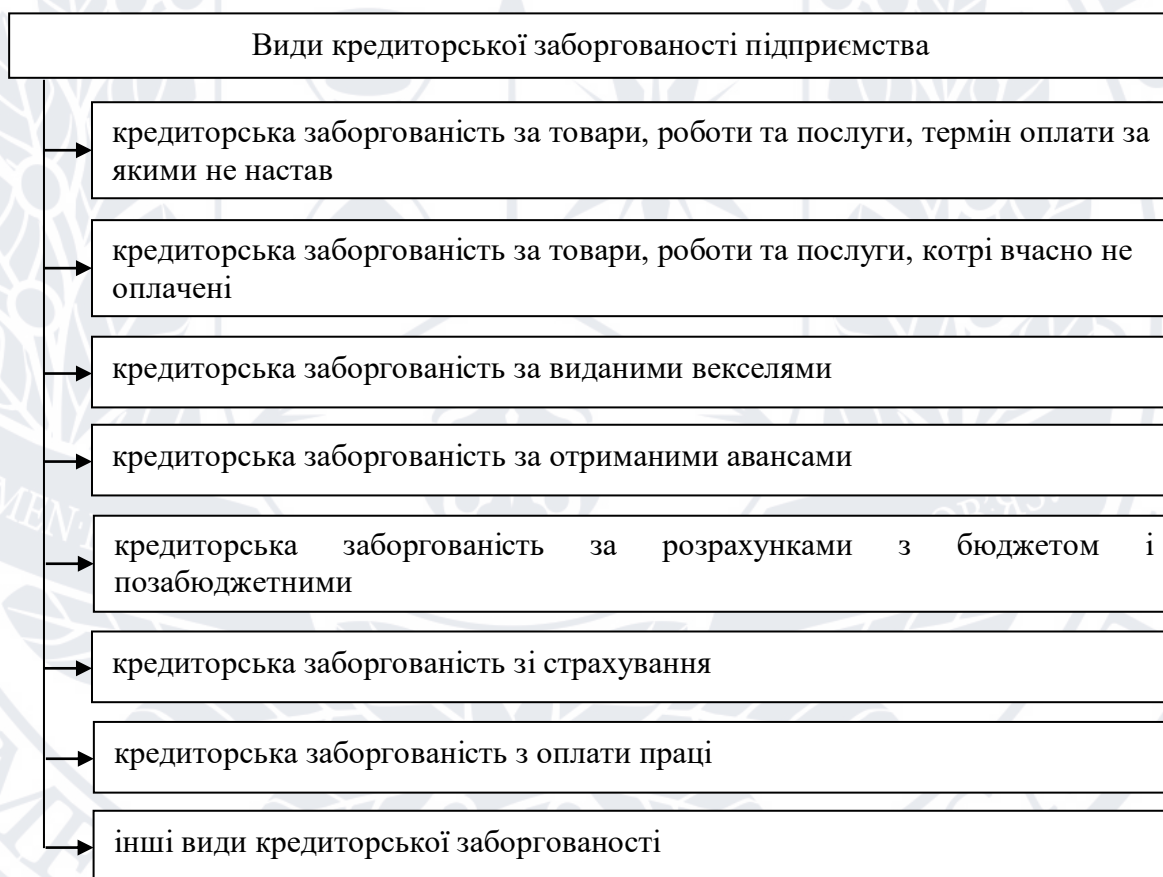 Види кредиторської заборгованості підприємства
кредиторська заборгованість за товари, роботи та послуги, термін оплати за
якими не настав
кредиторська заборгованість за товари, роботи та послуги, котрі вчасно не
оплачені
кредиторська заборгованість за виданими векселями
кредиторська заборгованість за отриманими авансами
кредиторська заборгованість за розрахунками з бюджетом і
позабюджетними
кредиторська заборгованість зі страхування
кредиторська заборгованість з оплати праці
інші види кредиторської заборгованості